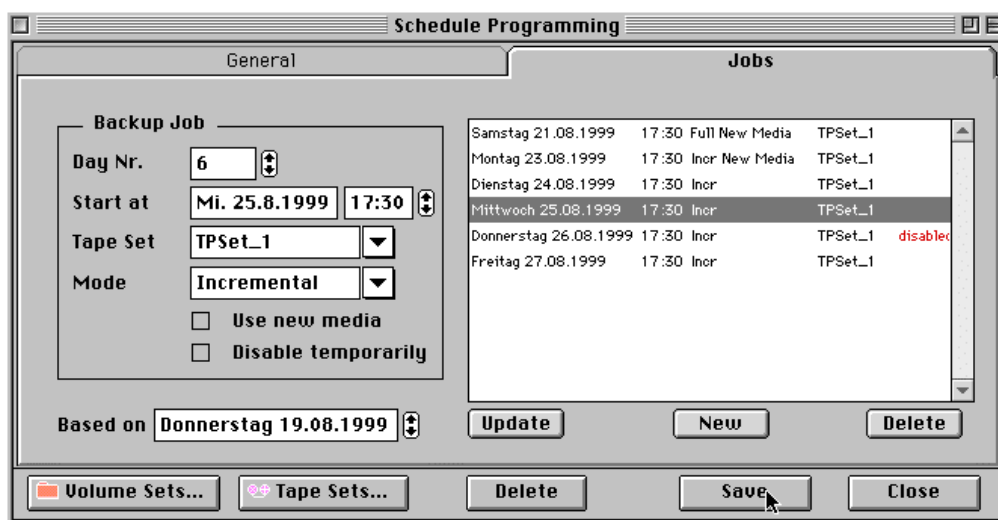 Schedule Programming
General
Jobs
Backup Job
Day Nr. 6
Start at Mi. 25.8.1999 17:30
Tape Set TPSet_1
Mode Incremental
Use new media
Disable temporarily
Based on Donnerstag 19.08.1999
Samstag 21.08.1999 17:30 Full New Media TPSet_1
Montag 23.08.1999 17:30 Incr New Media TPSet_1
Dienstag 24.08.1999 17:30 Incr TPSet_1
Mittwoch 25.08.1999 17:30 Incr TPSet_1
Donnerstag 26.08.1999 17:30 Incr TPSet_1 disabled
Freitag 27.08.1999 17:30 Incr TPSet_1
Update New Delete
Volume Sets... Tape Sets... Delete Save Close